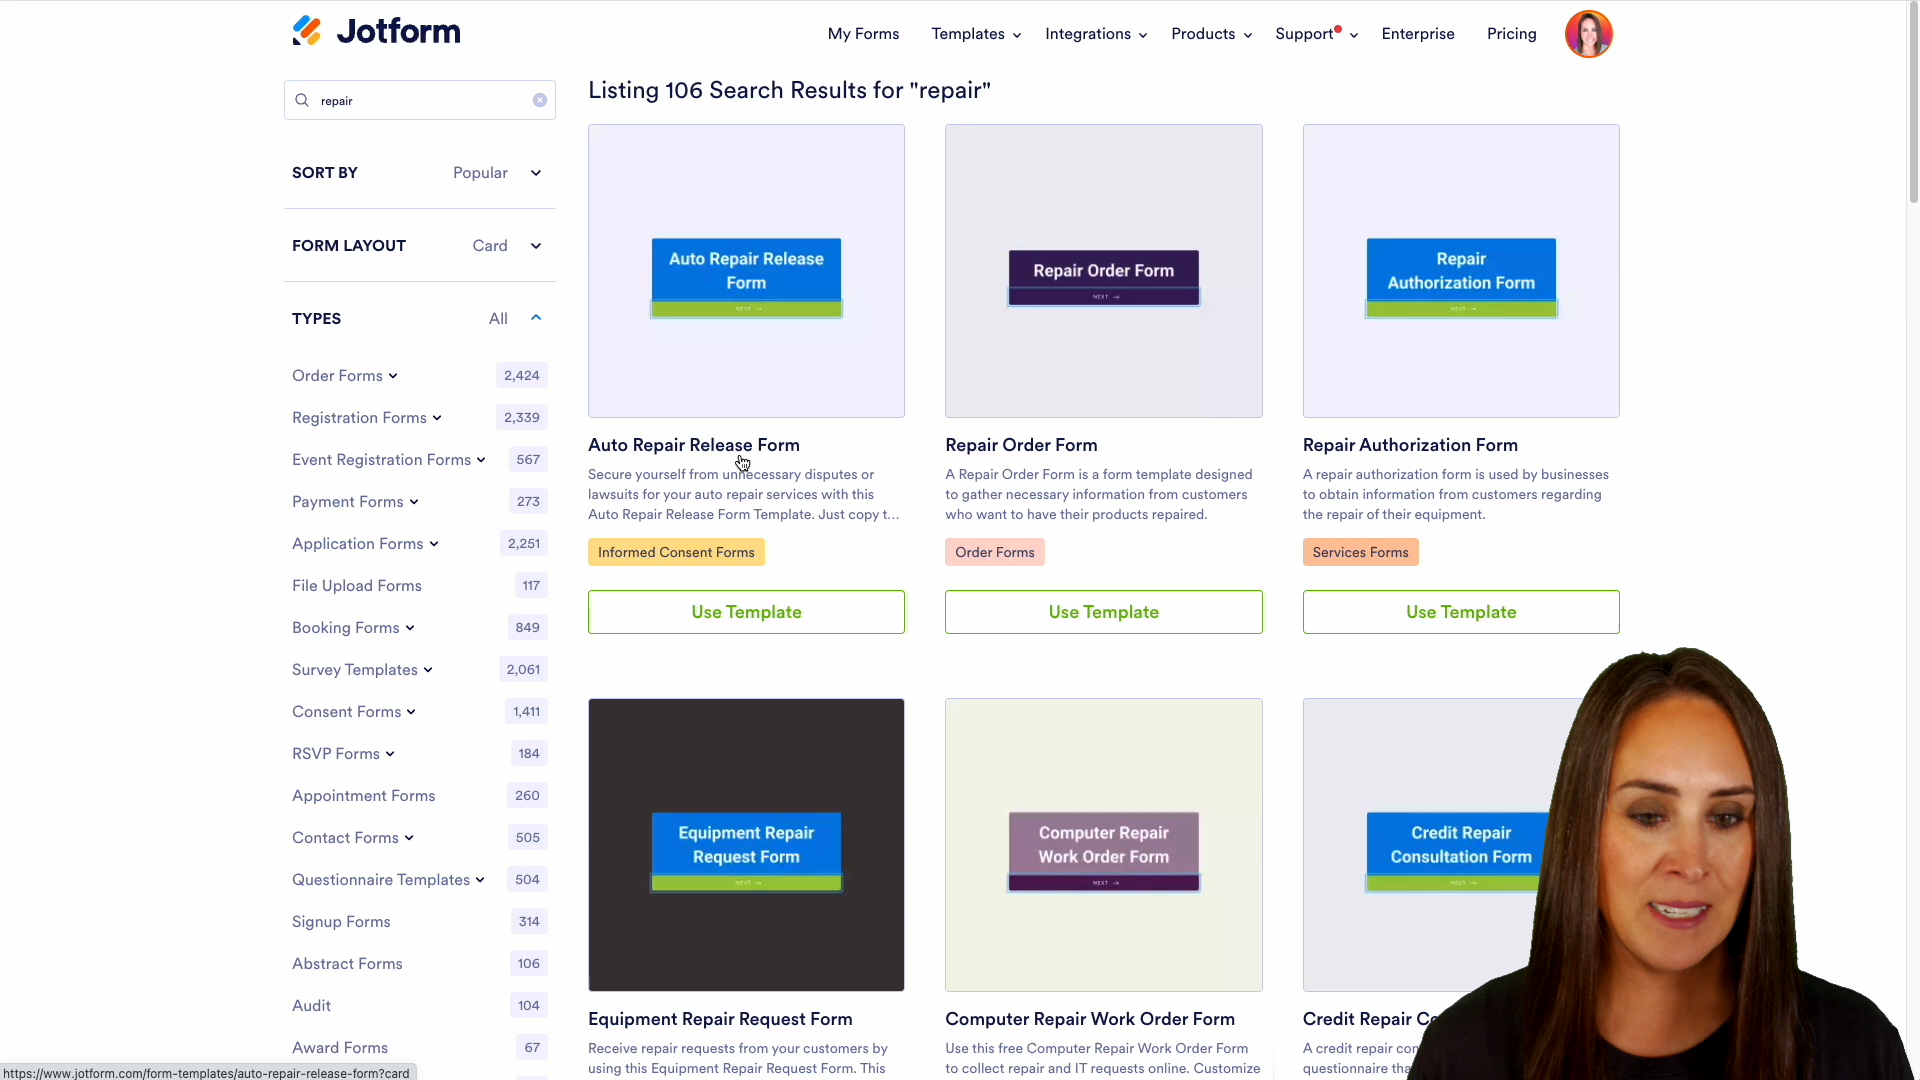 Jotform
My Forms
Templates
Integrations
Products
Support
Enterprise
Pricing
repair
Listing 106 Search Results for "repair"
SORT BY Popular
FORM LAYOUT Card
TYPES All
Order Forms 2,424
Registration Forms 2,339
Event Registration Forms 567
Payment Forms 273
Application Forms 2,251
File Upload Forms 117
Booking Forms 849
Survey Templates 2,061
Consent Forms 1,411
RSVP Forms 184
Appointment Forms 260
Contact Forms 505
Questionnaire Templates 504
Signup Forms 314
Abstract Forms 106
Audit 104
Award Forms 67
Auto Repair Release
Form
NEXT →
Auto Repair Release Form
Secure yourself from unnecessary disputes or
lawsuits for your auto repair services with this
Auto Repair Release Form Template. Just copy t...
Informed Consent Forms
Use Template
Repair Order Form
NEXT →
Repair Order Form
A Repair Order Form is a form template designed
to gather necessary information from customers
who want to have their products repaired.
Order Forms
Use Template
Repair
Authorization Form
NEXT →
Repair Authorization Form
A repair authorization form is used by businesses
to obtain information from customers regarding
the repair of their equipment.
Services Forms
Use Template
Equipment Repair
Request Form
NEXT →
Equipment Repair Request Form
Receive repair requests from your customers by
using this Equipment Repair Request Form. This
Computer Repair
Work Order Form
NEXT →
Computer Repair Work Order Form
Use this free Computer Repair Work Order Form
to collect repair and IT requests online. Customize
Credit Repair
Consultation Form
NEXT →
Credit Repair
A credit repair
questionnaire
https://www.jotform.com/form-templates/auto-repair-release-form?card